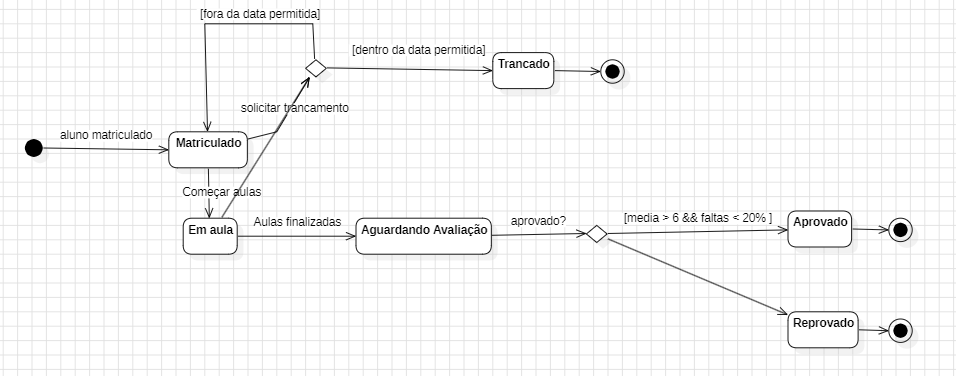 [fora da data permitida]
[dentro da data permitida]
Trancado
solicitar trancamento
aluno matriculado
Matriculado
Começar aulas
Em aula
Aulas finalizadas
Aguardando Avaliação
aprovado?
[media > 6 && faltas < 20% ]
Aprovado
Reprovado